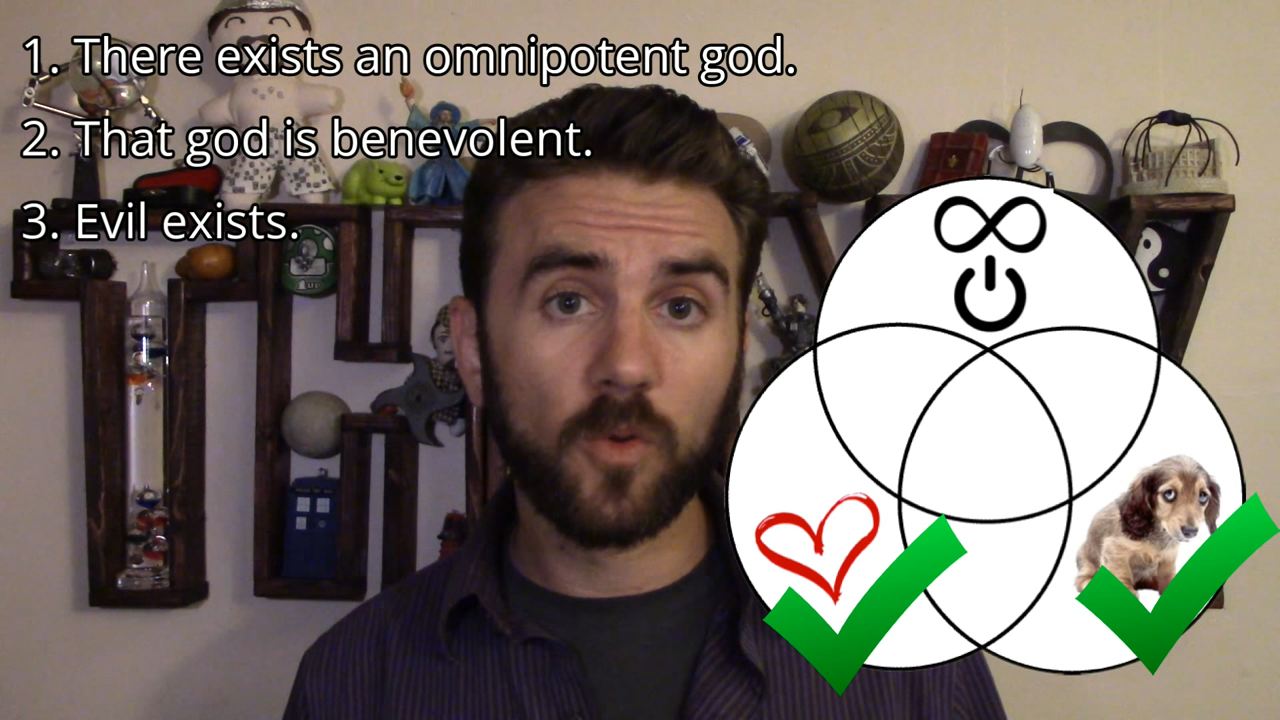 1. There exists an omnipotent god.
2. That god is benevolent.
3. Evil exists.